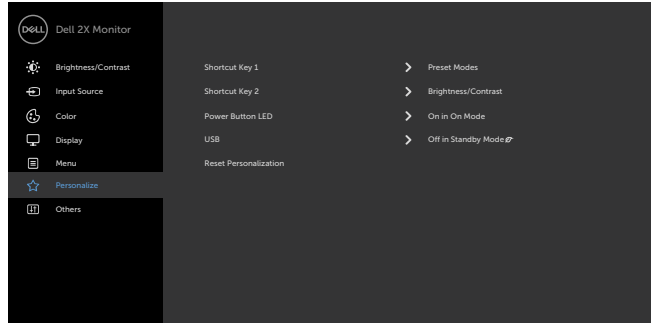 DELL Dell 2X Monitor
Brightness/Contrast
Input Source
Color
Display
Menu
Personalize
Others
Shortcut Key 1 Preset Modes
Shortcut Key 2 Brightness/Contrast
Power Button LED On in On Mode
USB Off in Standby Mode
Reset Personalization